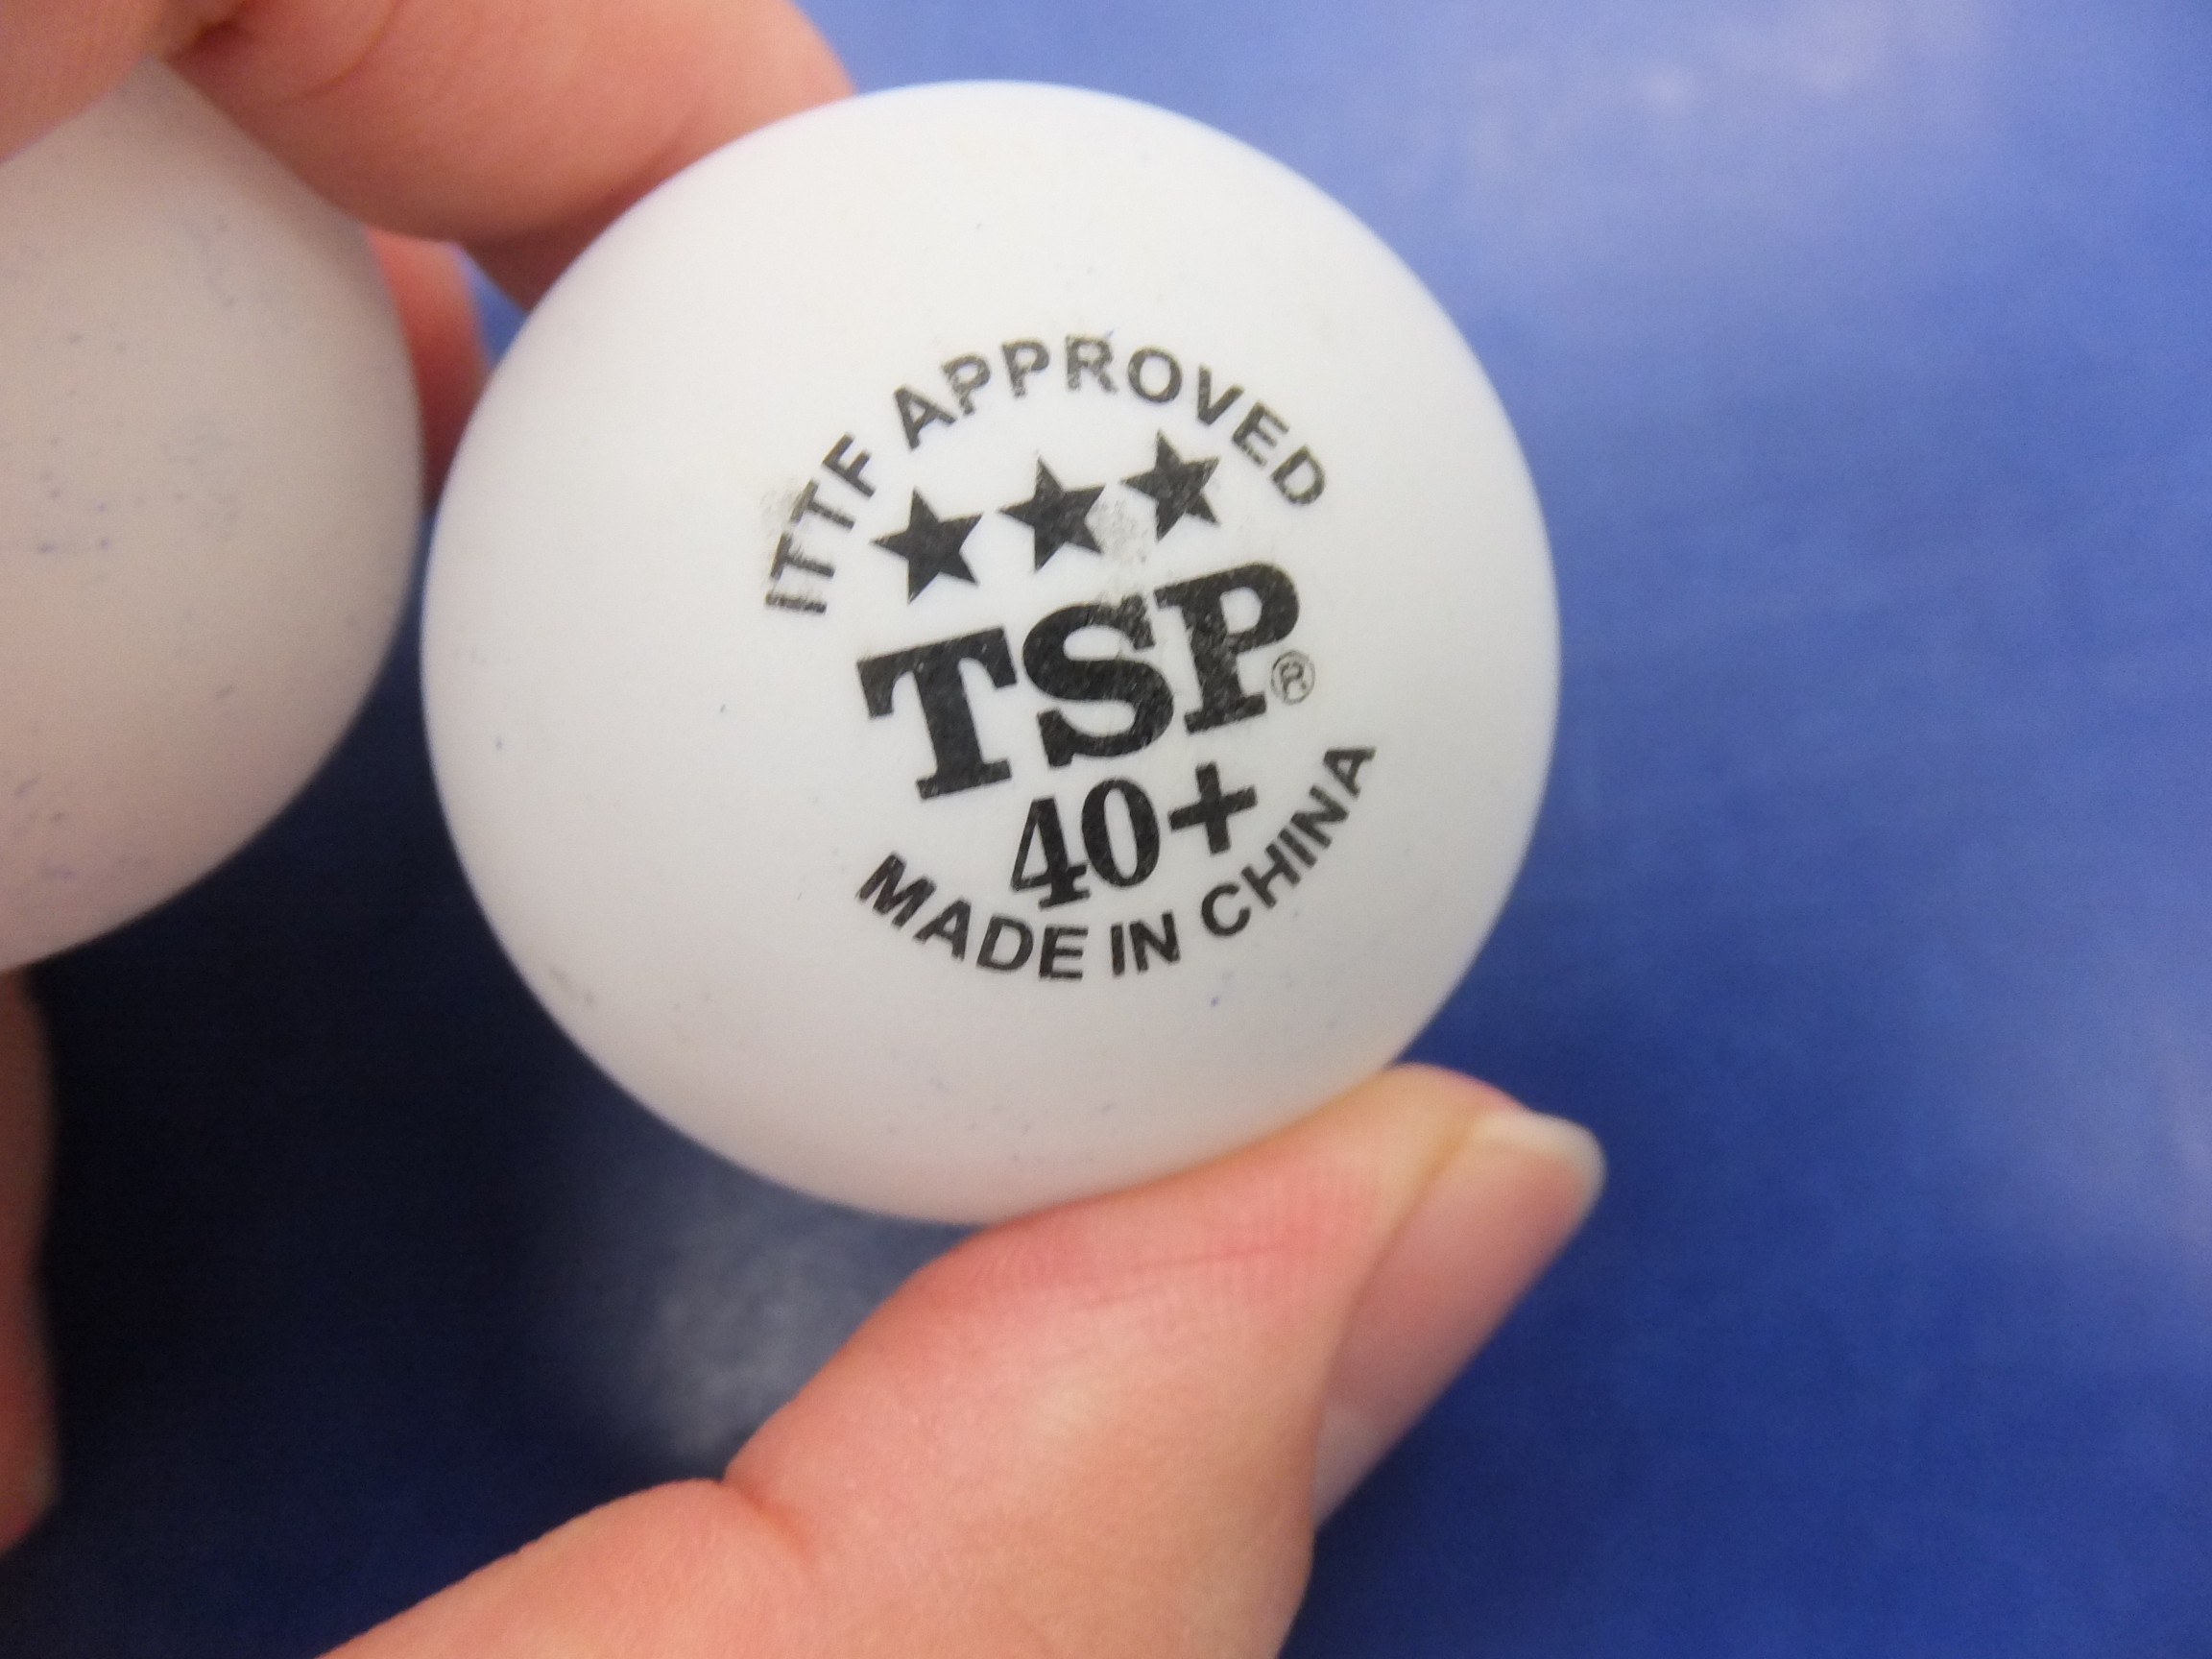 ITTF APPROVED
★★★
TSP®
40+
MADE IN CHINA